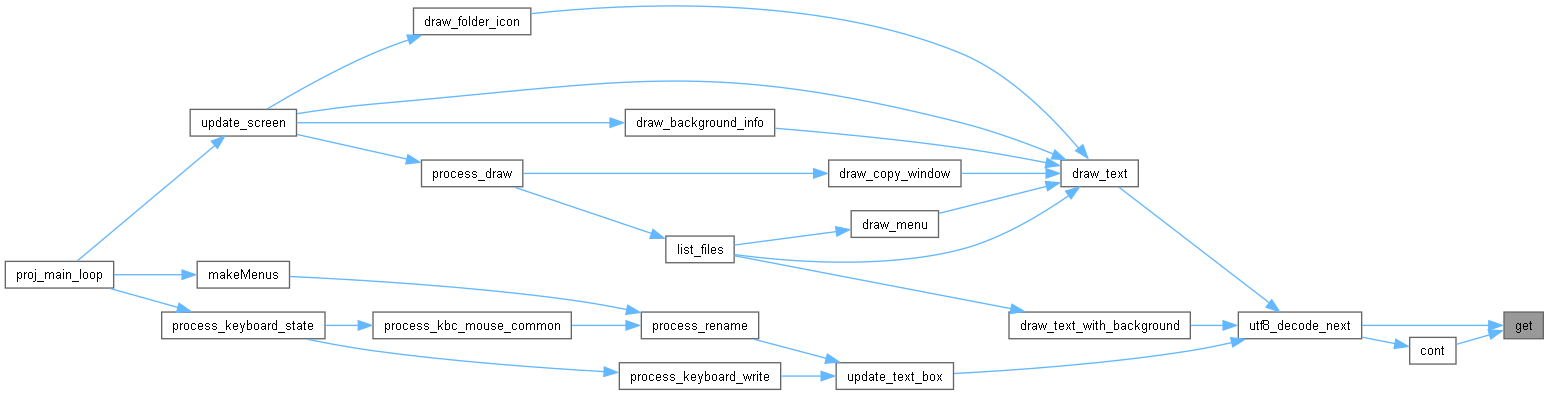 draw_folder_icon
update_screen
draw_background_info
process_draw
draw_copy_window
draw_text
draw_menu
list_files
proj_main_loop
makeMenus
process_keyboard_state
process_kbc_mouse_common
process_rename
draw_text_with_background
utf8_decode_next
get
cont
process_keyboard_write
update_text_box